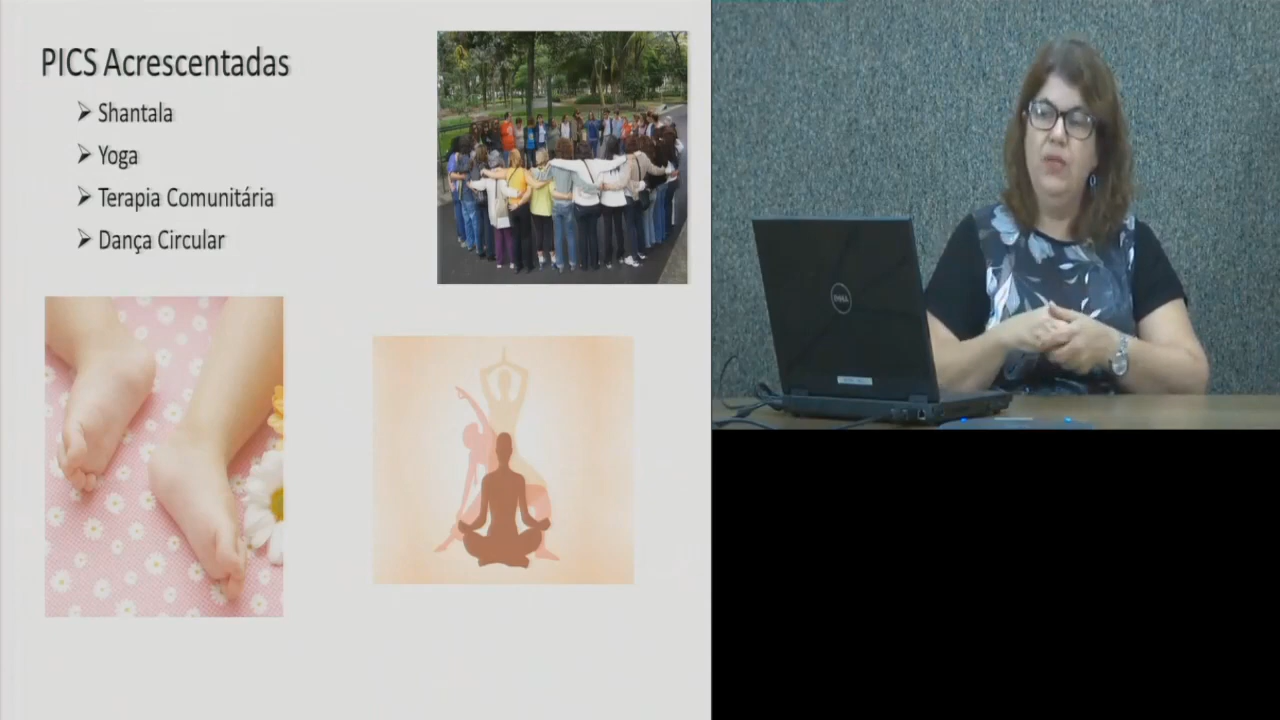 PICS Acrescentadas
Shantala
Yoga
Terapia Comunitária
Dança Circular
DELL